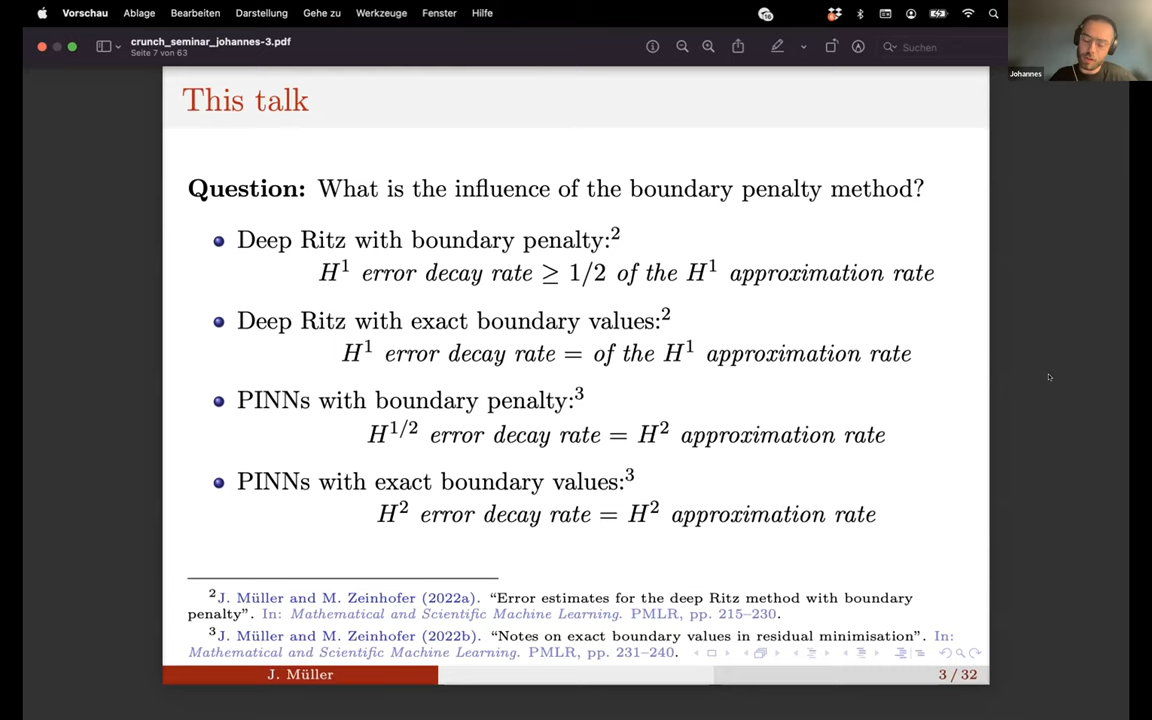 Vorschau Ablage Bearbeiten Darstellung Gehe zu Werkzeuge Fenster Hilfe
crunch_seminar_johannes-3.pdf
Seite 7 von 63
Suchen
Johannes
This talk
Question: What is the influence of the boundary penalty method?
Deep Ritz with boundary penalty:²
H¹ error decay rate ≥ 1/2 of the H¹ approximation rate
Deep Ritz with exact boundary values:²
H¹ error decay rate = of the H¹ approximation rate
PINNs with boundary penalty:³
H^{1/2} error decay rate = H² approximation rate
PINNs with exact boundary values:³
H² error decay rate = H² approximation rate
²J. Müller and M. Zeinhofer (2022a). “Error estimates for the deep Ritz method with boundary
penalty”. In: Mathematical and Scientific Machine Learning. PMLR, pp. 215–230.
³J. Müller and M. Zeinhofer (2022b). “Notes on exact boundary values in residual minimisation”. In:
Mathematical and Scientific Machine Learning. PMLR, pp. 231–240.
J. Müller
3 / 32